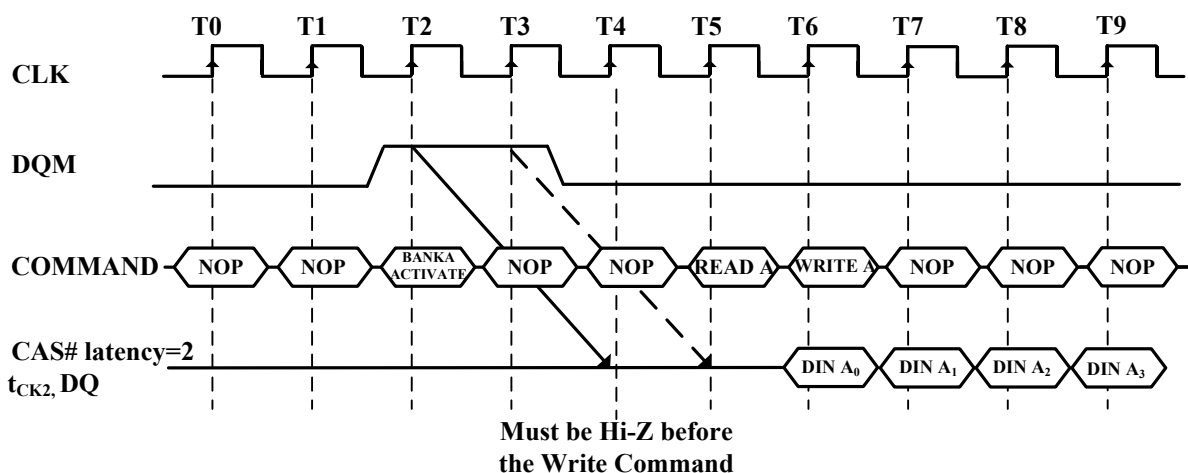 T0 T1 T2 T3 T4 T5 T6 T7 T8 T9
CLK
DQM
COMMAND NOP NOP BANKA ACTIVATE NOP NOP READ A WRITE A NOP NOP NOP
CAS# latency=2
tCK2, DQ DIN A0 DIN A1 DIN A2 DIN A3
Must be Hi-Z before
the Write Command